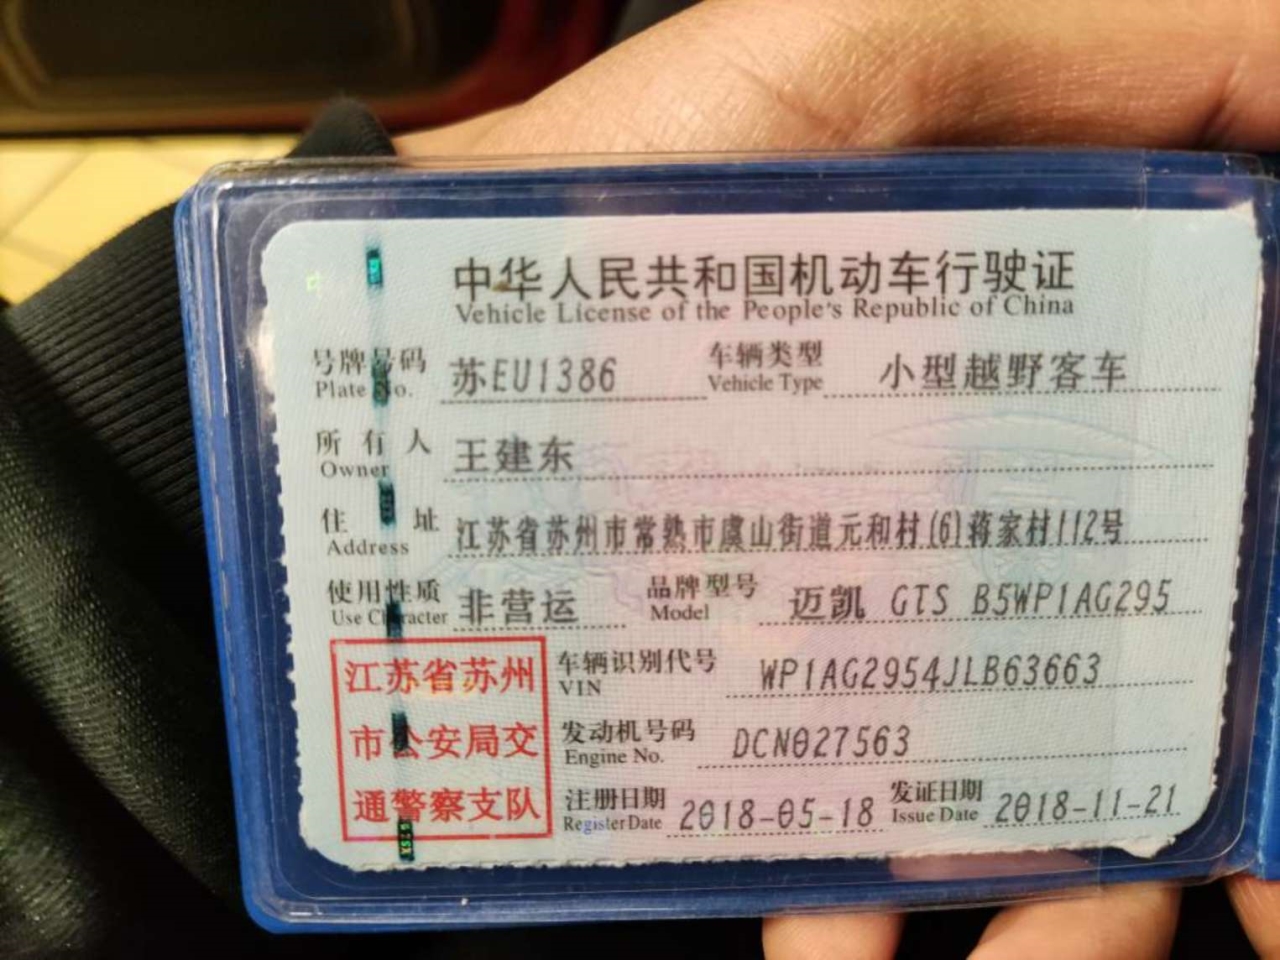 中华人民共和国机动车行驶证
Vehicle License of the People's Republic of China
号牌号码 苏EU1386 车辆类型 小型越野客车
Plate No. Vehicle Type
所有人 王建东
Owner
住址 江苏省苏州市常熟市虞山街道元和村(6)蒋家村112号
Address
使用性质 非营运 品牌型号 迈凯 GTS B5WP1AG295
Use Character Model
江苏省苏州 车辆识别代号 WP1AG2954JLB63663
VIN
市公安局交 发动机号码 DCN027563
Engine No.
通警察支队 注册日期 2018-05-18 发证日期 2018-11-21
Register Date Issue Date